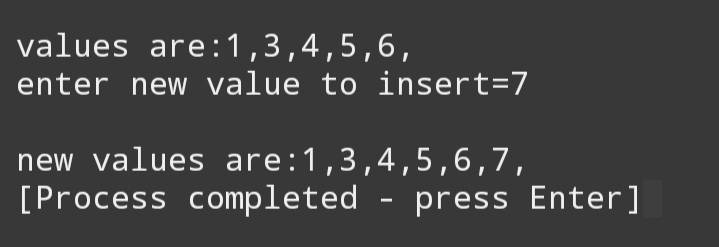 values are:1,3,4,5,6,
enter new value to insert=7
new values are:1,3,4,5,6,7,
[Process completed - press Enter]